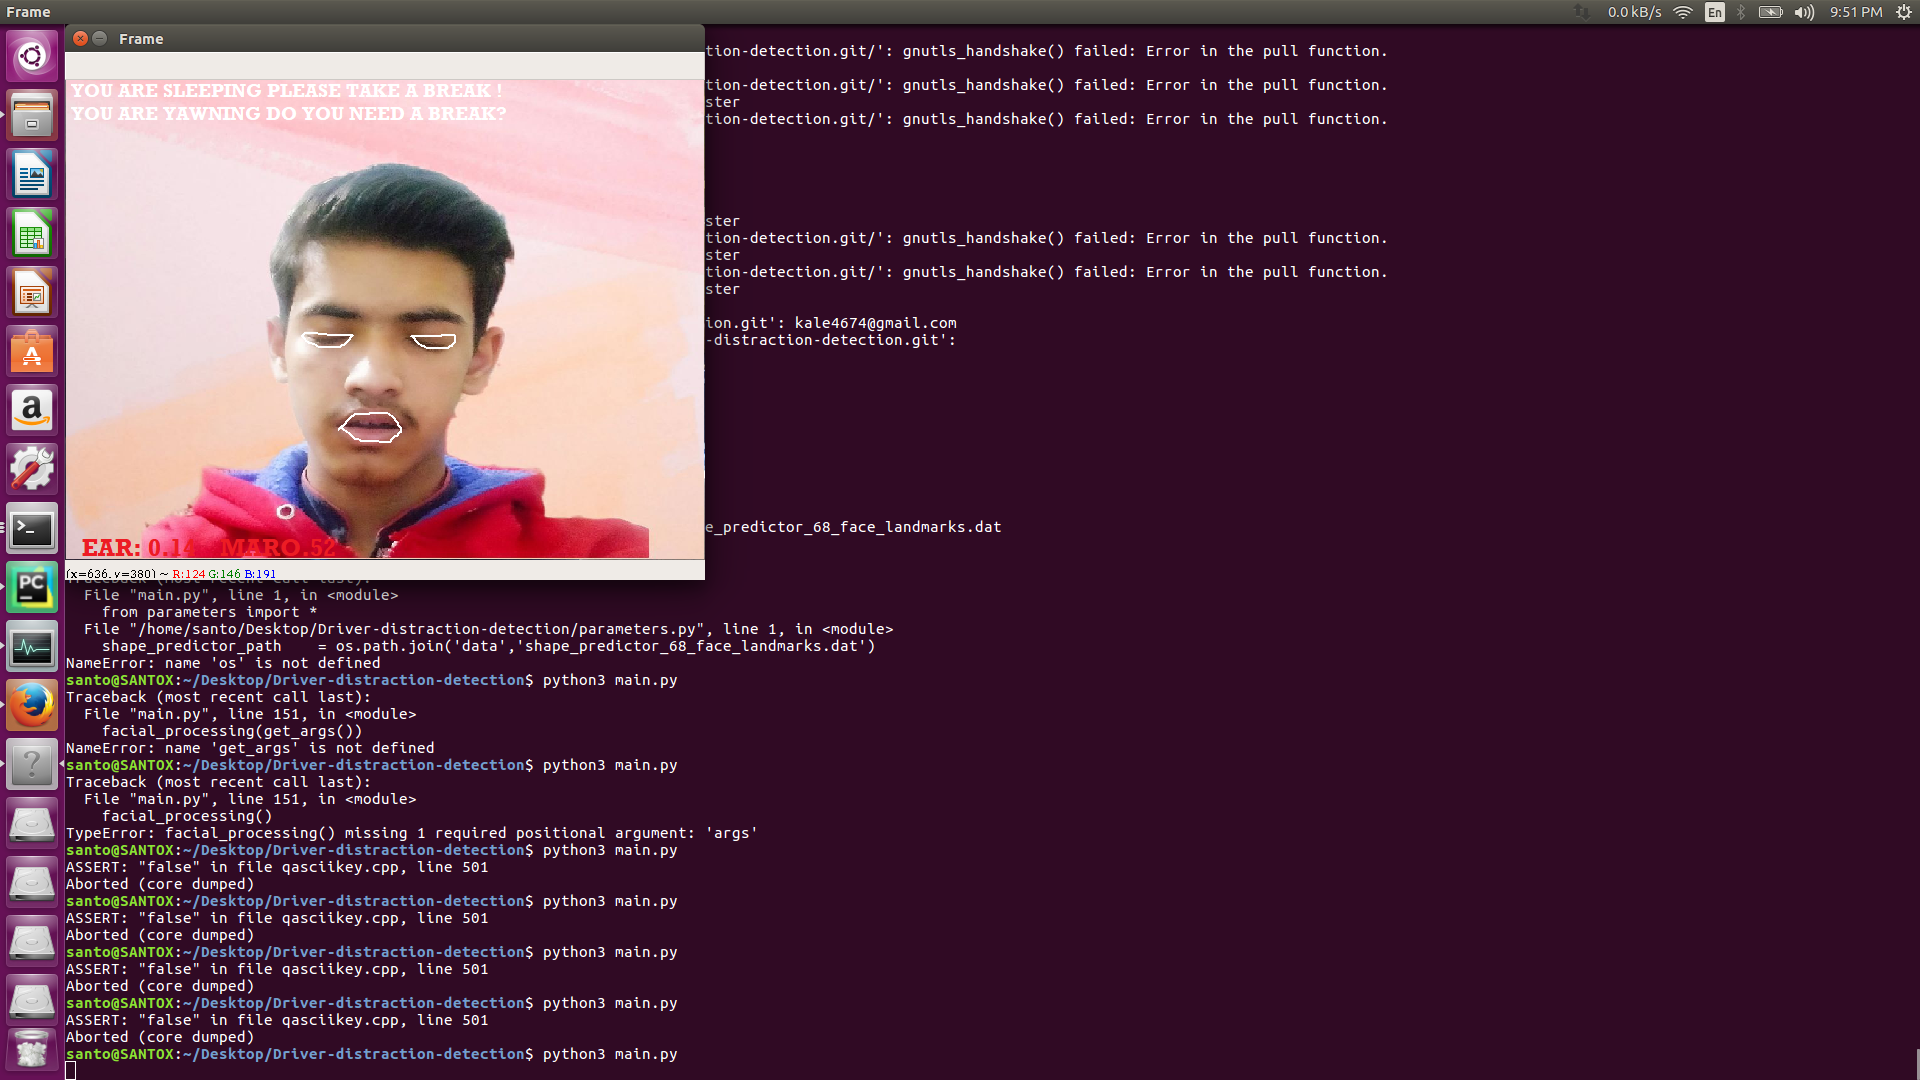 Frame
0.0 kB/s
En
9:51 PM
Frame
YOU ARE SLEEPING PLEASE TAKE A BREAK !
YOU ARE YAWNING DO YOU NEED A BREAK?
EAR: 0.14 MAR0.52
(x=636, y=380) ~ R:124 G:146 B:191
tion-detection.git/': gnutls_handshake() failed: Error in the pull function.
tion-detection.git/': gnutls_handshake() failed: Error in the pull function.
ster
tion-detection.git/': gnutls_handshake() failed: Error in the pull function.
ster
tion-detection.git/': gnutls_handshake() failed: Error in the pull function.
ster
tion-detection.git/': gnutls_handshake() failed: Error in the pull function.
ster
ion.git': kale4674@gmail.com
-distraction-detection.git':
e_predictor_68_face_landmarks.dat
Traceback (most recent call last):
File "main.py", line 1, in <module>
from parameters import *
File "/home/santo/Desktop/Driver-distraction-detection/parameters.py", line 1, in <module>
shape_predictor_path = os.path.join('data','shape_predictor_68_face_landmarks.dat')
NameError: name 'os' is not defined
santo@SANTOX:~/Desktop/Driver-distraction-detection$ python3 main.py
Traceback (most recent call last):
File "main.py", line 151, in <module>
facial_processing(get_args())
NameError: name 'get_args' is not defined
santo@SANTOX:~/Desktop/Driver-distraction-detection$ python3 main.py
Traceback (most recent call last):
File "main.py", line 151, in <module>
facial_processing()
TypeError: facial_processing() missing 1 required positional argument: 'args'
santo@SANTOX:~/Desktop/Driver-distraction-detection$ python3 main.py
ASSERT: "false" in file qasciikey.cpp, line 501
Aborted (core dumped)
santo@SANTOX:~/Desktop/Driver-distraction-detection$ python3 main.py
ASSERT: "false" in file qasciikey.cpp, line 501
Aborted (core dumped)
santo@SANTOX:~/Desktop/Driver-distraction-detection$ python3 main.py
ASSERT: "false" in file qasciikey.cpp, line 501
Aborted (core dumped)
santo@SANTOX:~/Desktop/Driver-distraction-detection$ python3 main.py
ASSERT: "false" in file qasciikey.cpp, line 501
Aborted (core dumped)
santo@SANTOX:~/Desktop/Driver-distraction-detection$ python3 main.py